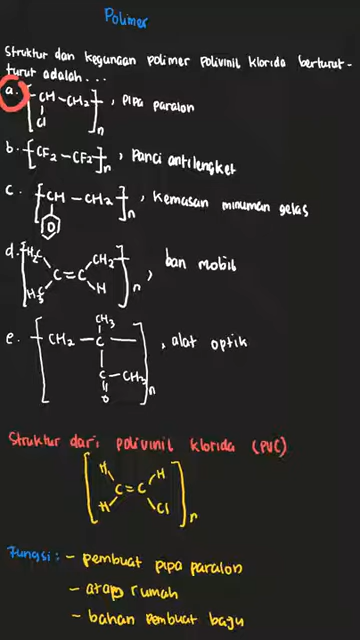 Polimer
Struktur dan kegunaan polimer polivinil klorida berturut-
turut adalah...
a. [-CH-CH2-]n, pipa paralon
Cl
b. [-CF2-CF2-]n, panci antilengket
c. [-CH-CH2-]n, kemasan minuman gelas
d. [H3C CH2-]n, ban mobil
C=C
H3C H
e. [CH3]n, alat optik
-CH2-C-
C-CH3
O
Struktur dari polivinil klorida (PVC)
[H H]n
C=C
H Cl
Fungsi: - pembuat pipa paralon
- atap rumah
- bahan pembuat bagu